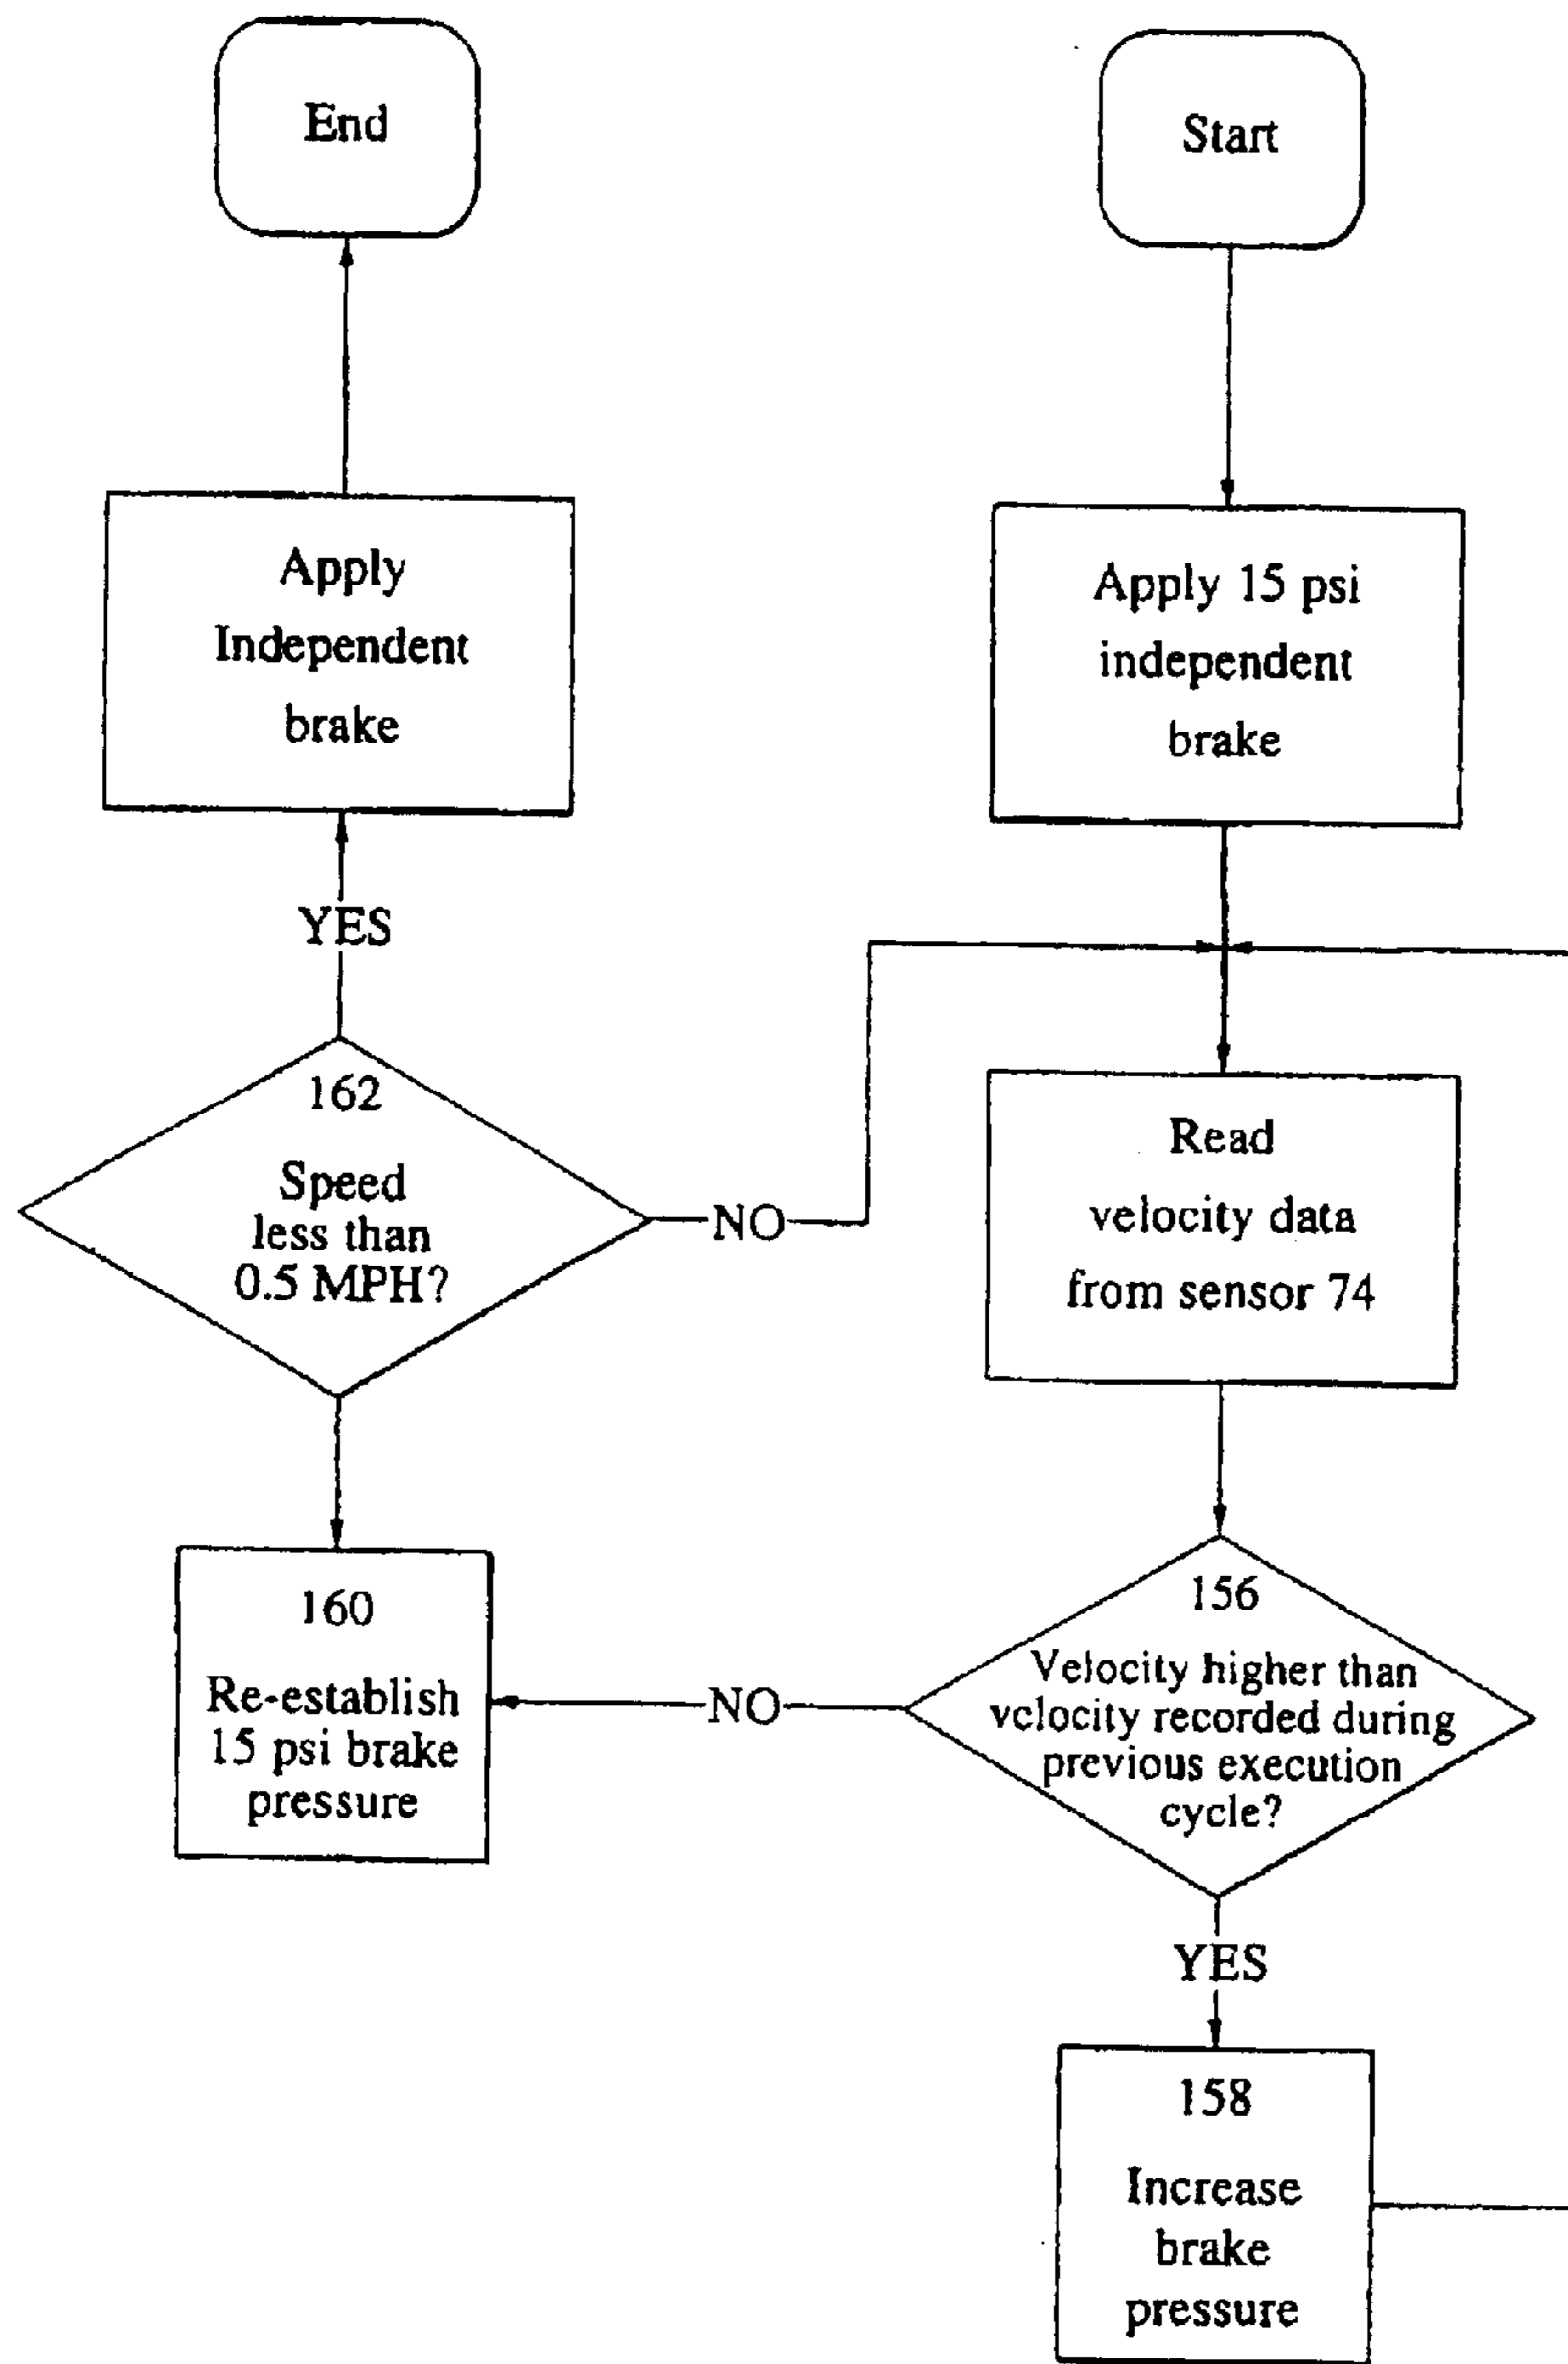 End
Start
Apply
Independent
brake
Apply 15 psi
independent
brake
YES
162
Speed
less than
0.5 MPH?
NO
Read
velocity data
from sensor 74
160
Re-establish
15 psi brake
pressure
NO
156
Velocity higher than
velocity recorded during
previous execution
cycle?
YES
158
Increase
brake
pressure